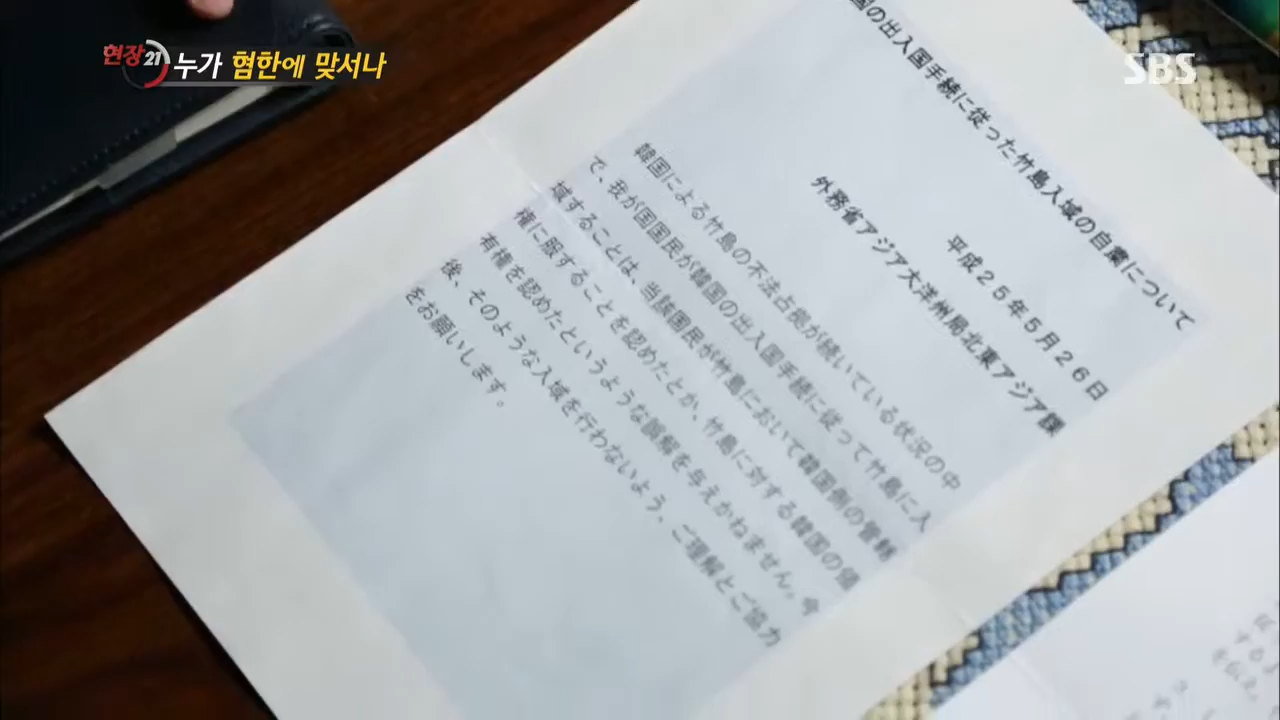 현장21 누가 혐한에 맞서나
SBS
国の出入国手続に従った竹島入域の自粛について
平成25年5月26日
外務省アジア大洋州局北東アジア課
韓国による竹島の不法占拠が続いている状況の中
で、我が国国民が韓国の出入国手続に従って竹島に入
域することは、当該国民が竹島において韓国側の管轄
権に服することを認めたとか、竹島に対する韓国の領
有権を認めたというような誤解を与えかねません。今
後、そのような入域を行わないよう、ご理解とご協力
をお願いします。